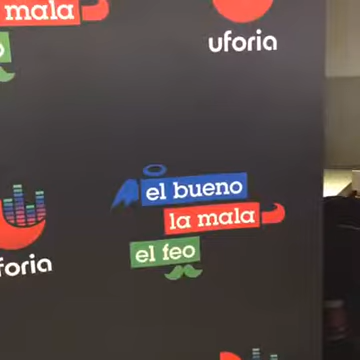 mala
uforia
el bueno
la mala
el feo
foria